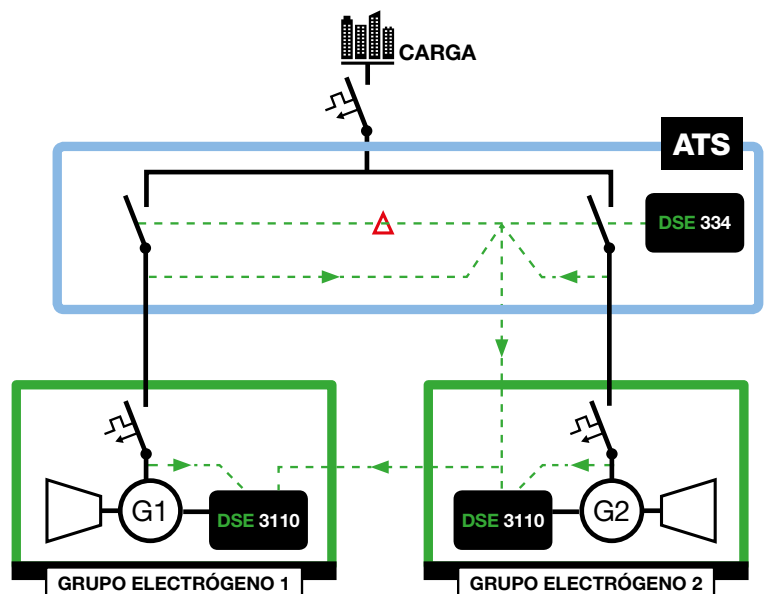 CARGA
ATS
DSE 334
G1
DSE 3110
DSE 3110
G2
GRUPO ELECTRÓGENO 1
GRUPO ELECTRÓGENO 2